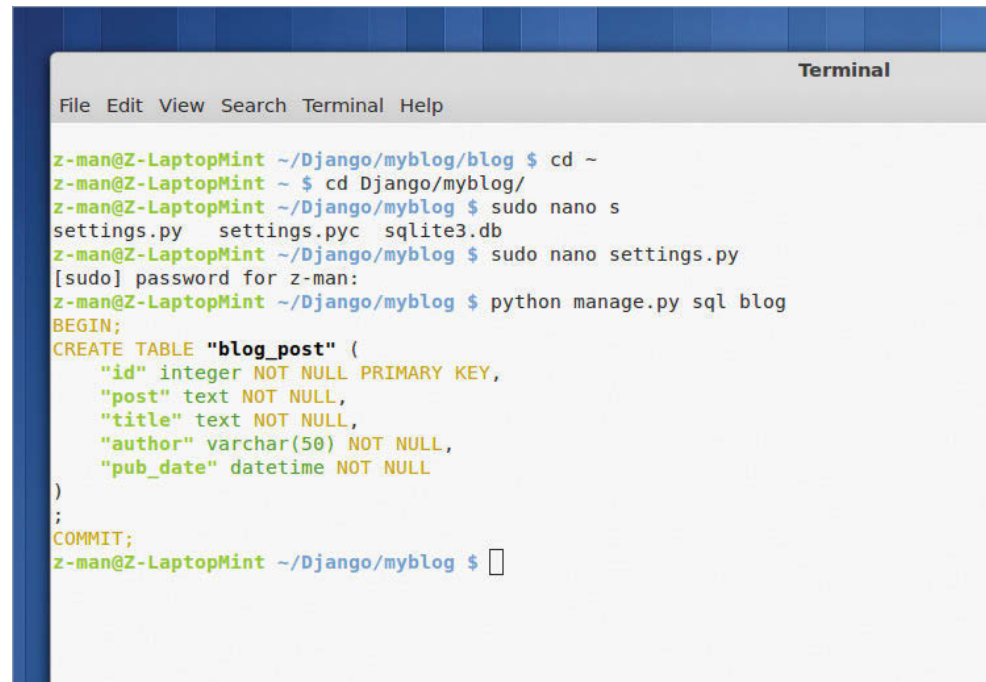 Terminal
File Edit View Search Terminal Help
z-man@Z-LaptopMint ~/Django/myblog/blog $ cd ~
z-man@Z-LaptopMint ~ $ cd Django/myblog/
z-man@Z-LaptopMint ~/Django/myblog $ sudo nano s
settings.py   settings.pyc  sqlite3.db
z-man@Z-LaptopMint ~/Django/myblog $ sudo nano settings.py
[sudo] password for z-man:
z-man@Z-LaptopMint ~/Django/myblog $ python manage.py sql blog
BEGIN;
CREATE TABLE "blog_post" (
    "id" integer NOT NULL PRIMARY KEY,
    "post" text NOT NULL,
    "title" text NOT NULL,
    "author" varchar(50) NOT NULL,
    "pub_date" datetime NOT NULL
)
;
COMMIT;
z-man@Z-LaptopMint ~/Django/myblog $